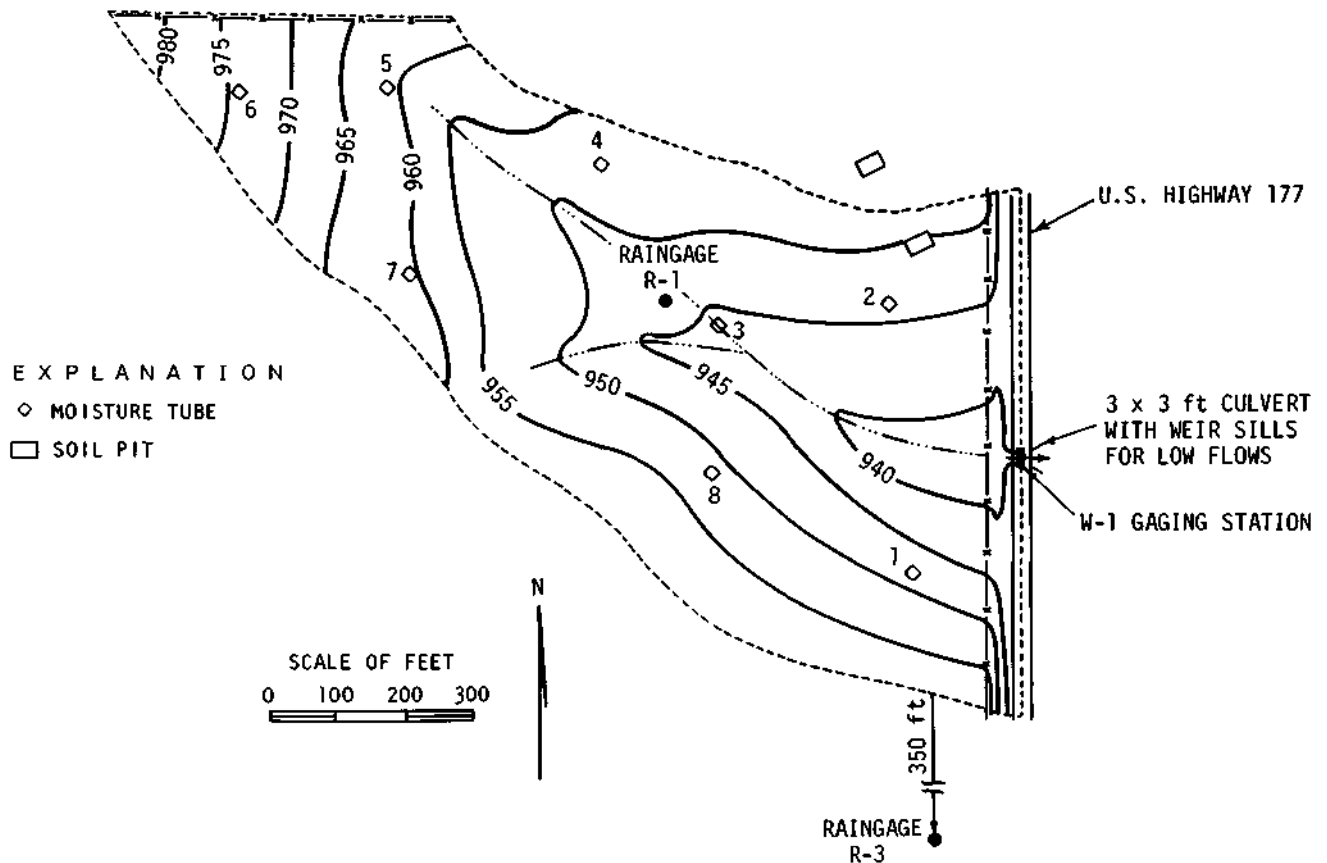 980
975
970
965
960
5
6
4
7
RAINGAGE
R-1
2
3
U.S. HIGHWAY 177
EXPLANATION
MOISTURE TUBE
SOIL PIT
955
950
945
940
3 x 3 ft CULVERT
WITH WEIR SILLS
FOR LOW FLOWS
W-1 GAGING STATION
8
1
N
SCALE OF FEET
0 100 200 300
350 ft
RAINGAGE
R-3